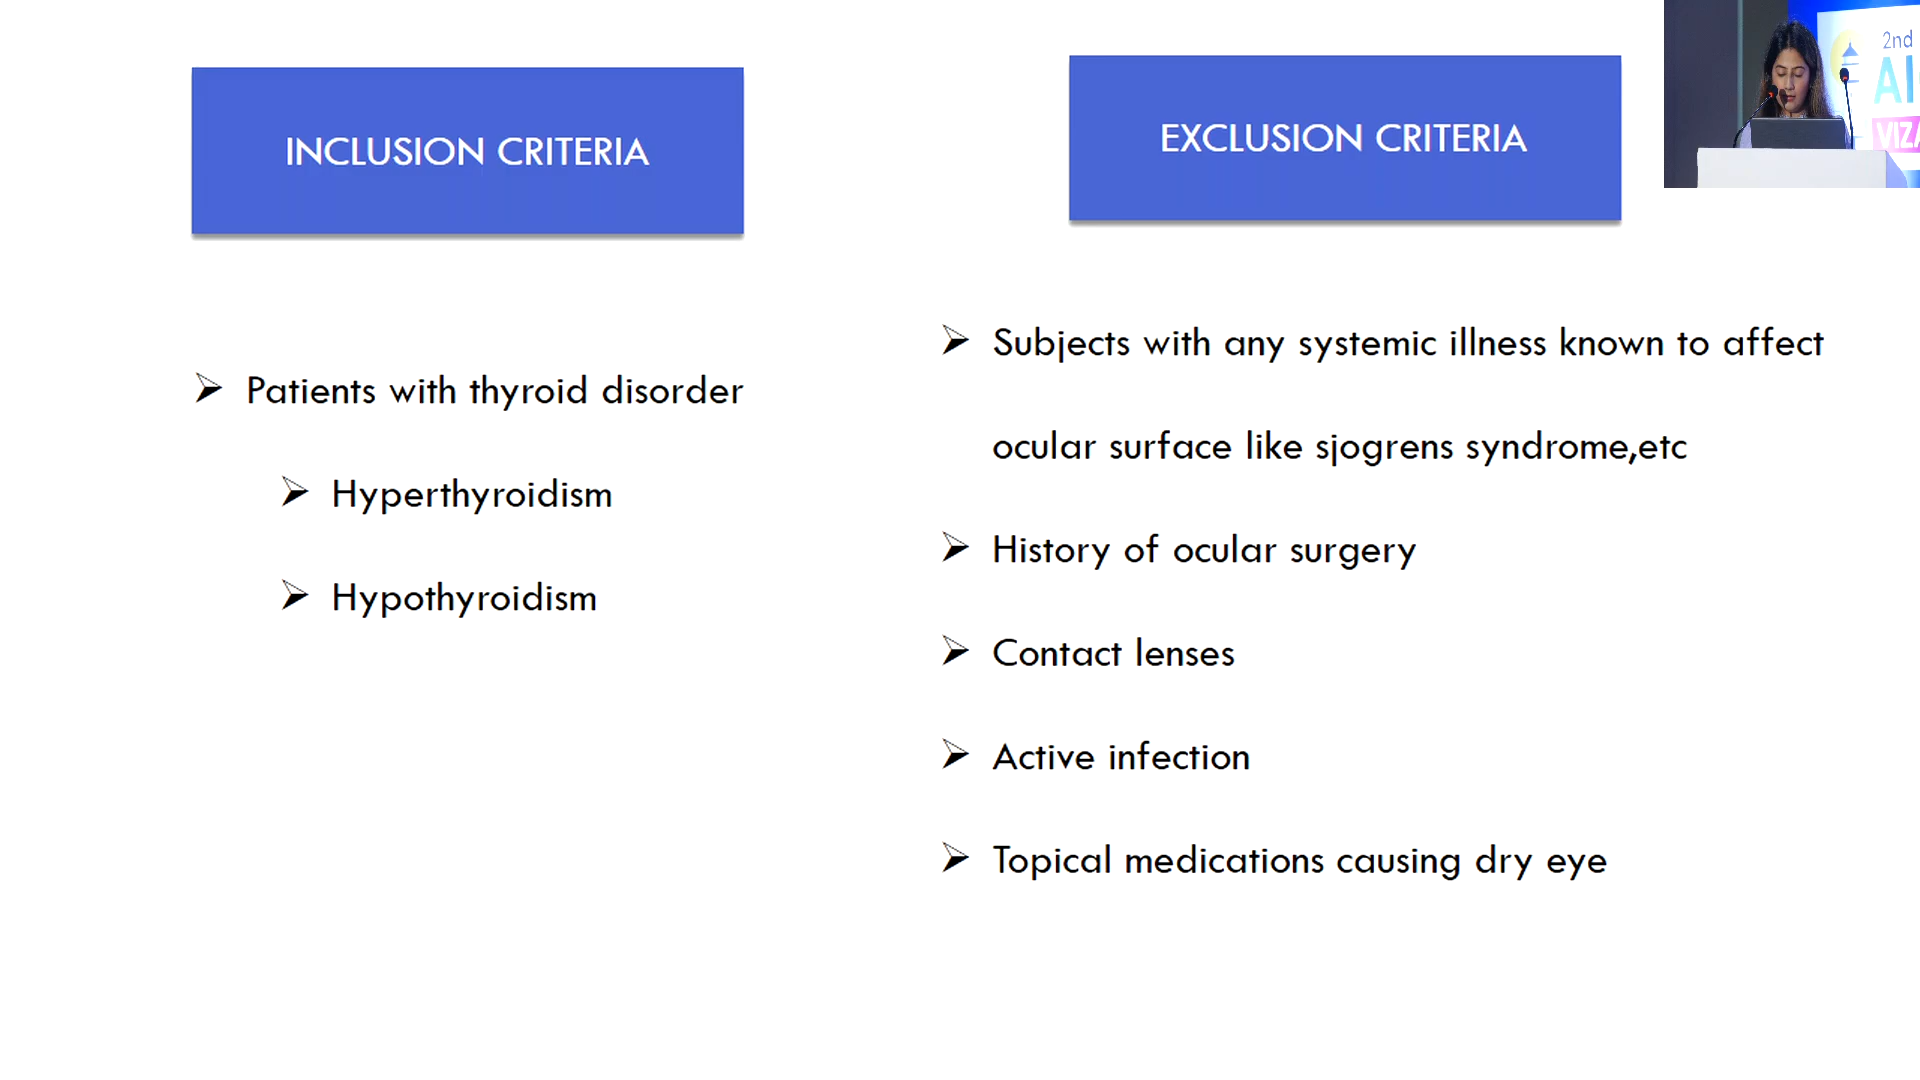 INCLUSION CRITERIA
Patients with thyroid disorder
Hyperthyroidism
Hypothyroidism
EXCLUSION CRITERIA
Subjects with any systemic illness known to affect
ocular surface like sjogrens syndrome,etc
History of ocular surgery
Contact lenses
Active infection
Topical medications causing dry eye
2nd